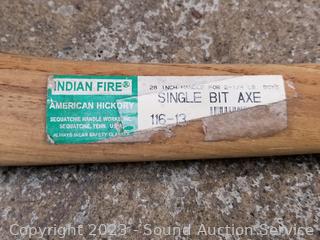 INDIAN FIRE®
AMERICAN HICKORY
SEQUATCHIE HANDLE WORKS, INC.
SEQUATCHIE, TENN. U.S.A.
ALWAYS WEAR SAFETY GLASSES
28 INCH HANDLE FOR 2-1/4 LB. BOYS
SINGLE BIT AXE
116-13
Copyright 2023 - Sound Auction Service